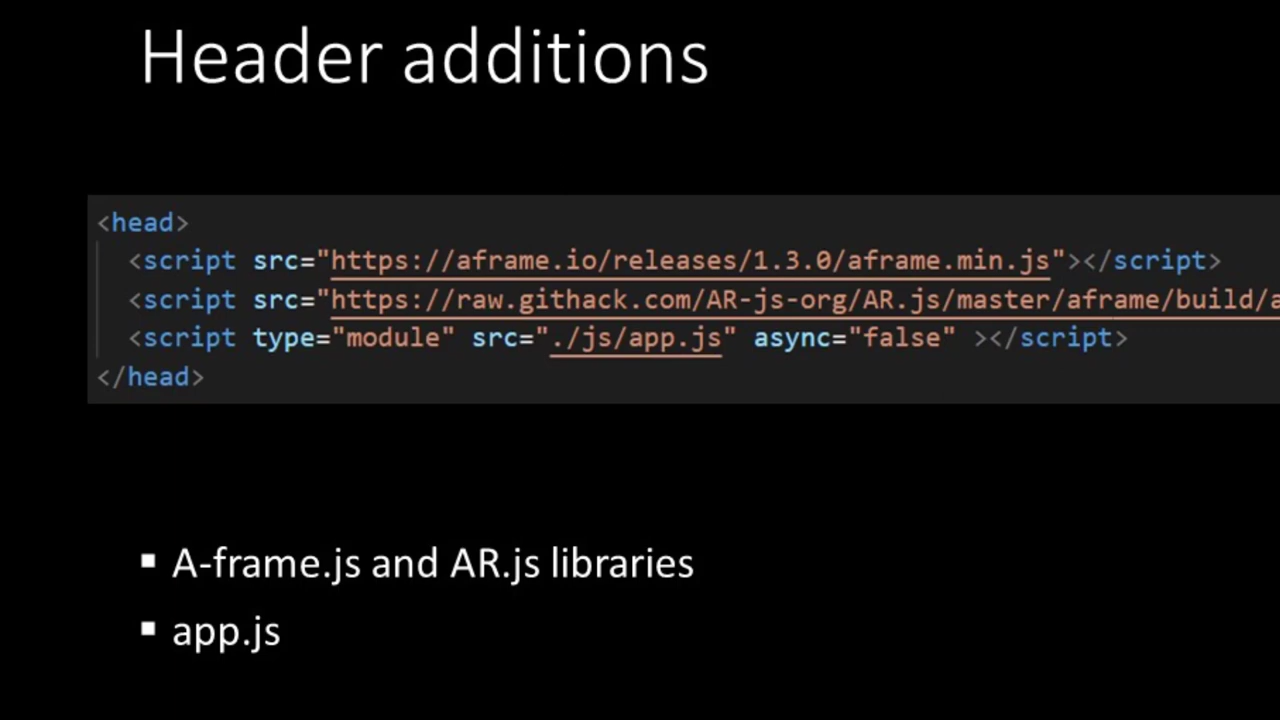 Header additions
<head>
<script src="https://aframe.io/releases/1.3.0/aframe.min.js"></script>
<script src="https://raw.githack.com/AR-js-org/AR.js/master/aframe/build/a
<script type="module" src="./js/app.js" async="false" ></script>
</head>
▪ A-frame.js and AR.js libraries
▪ app.js